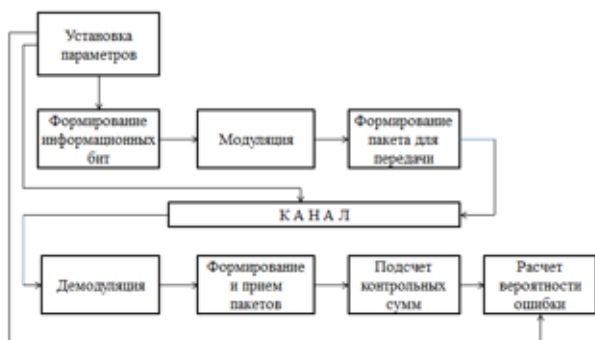 Установка
параметров
Формирование
информационных
бит
Модуляция
Формирование
пакета для
передачи
К А Н А Л
Демодуляция
Формирование
и прием
пакетов
Подсчет
контрольных
сумм
Расчет
вероятности
ошибки